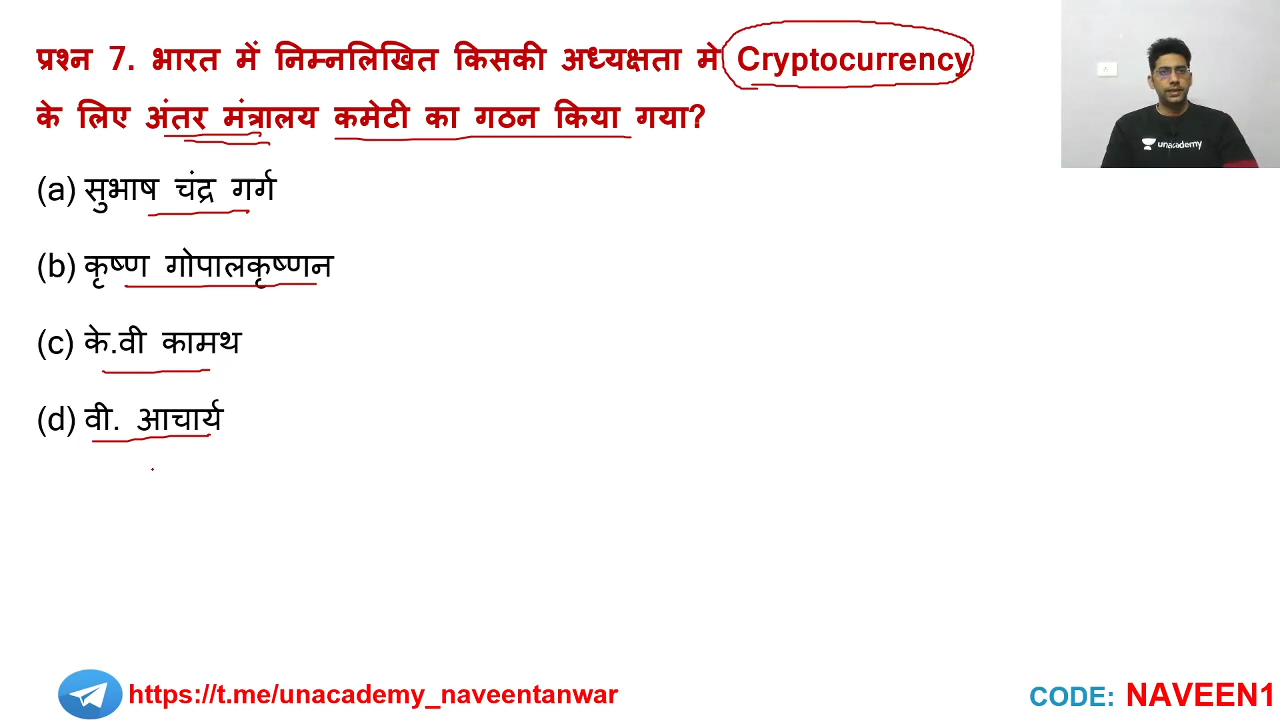 प्रश्न 7. भारत में निम्नलिखित किसकी अध्यक्षता मे Cryptocurrency
के लिए अंतर मंत्रालय कमेटी का गठन किया गया?
(a) सुभाष चंद्र गर्ग
(b) कृष्ण गोपालकृष्णन
(c) के.वी कामथ
(d) वी. आचार्य
unacademy
https://t.me/unacademy_naveentanwar
CODE: NAVEEN1